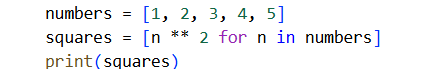 numbers = [1, 2, 3, 4, 5]
squares = [n ** 2 for n in numbers]
print(squares)